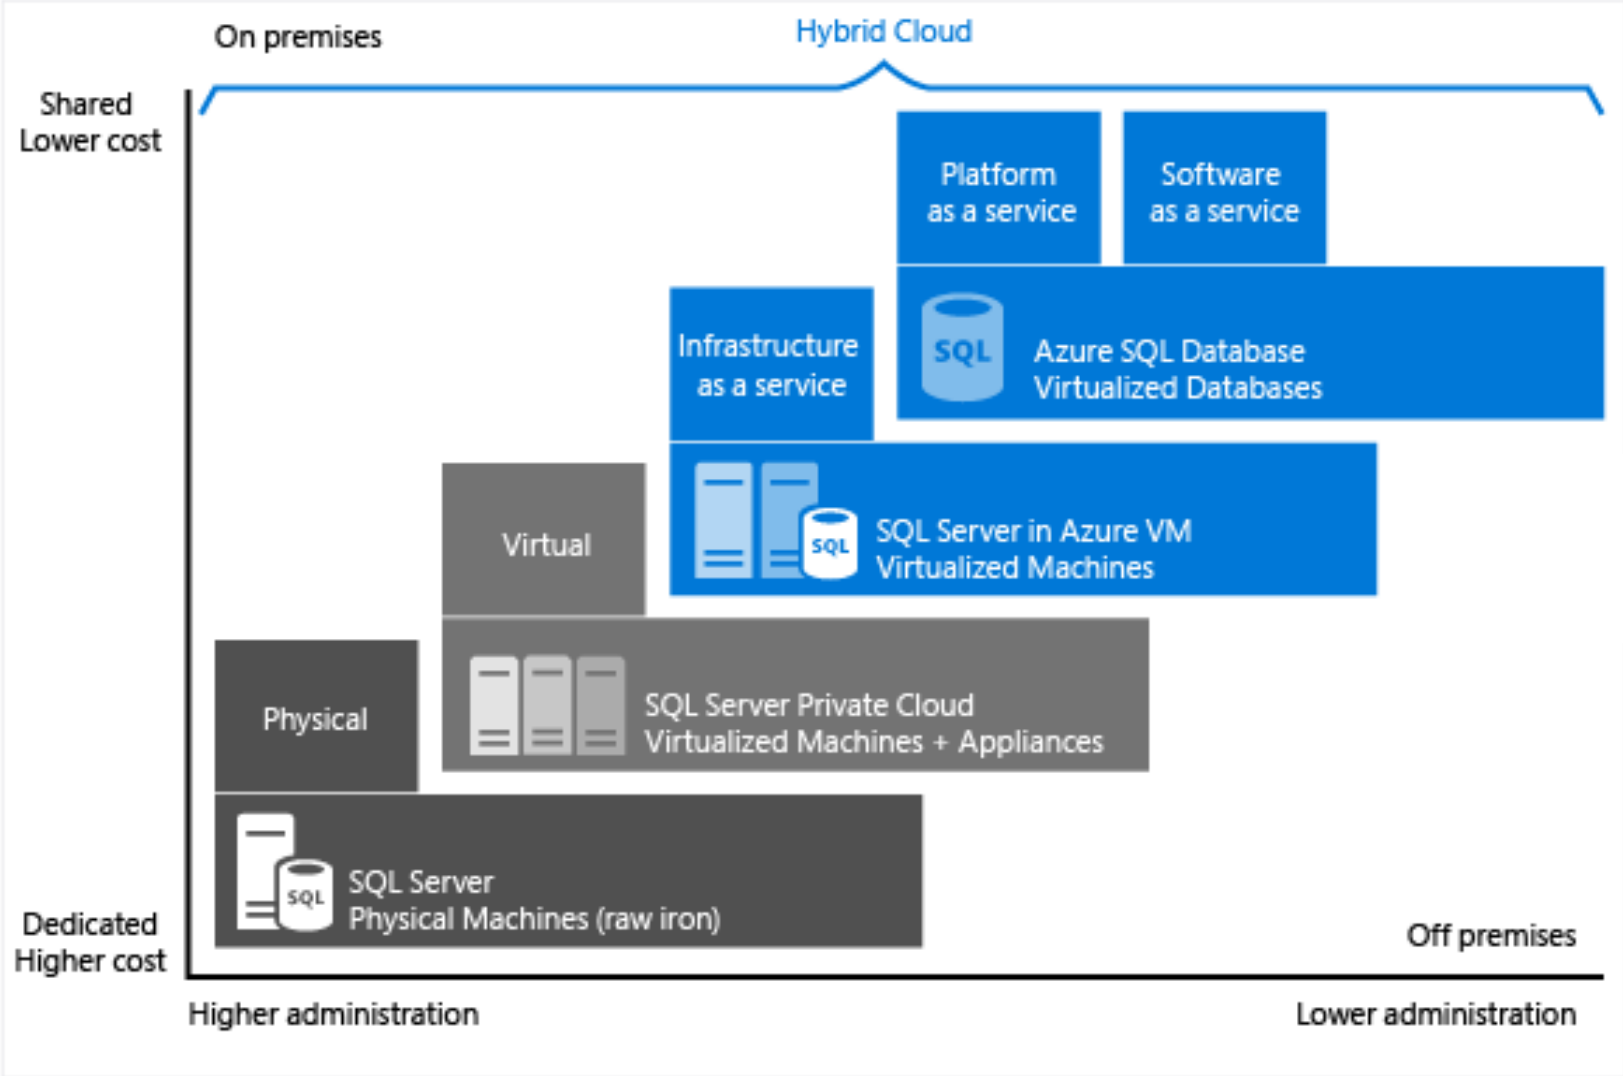 On premises
Hybrid Cloud
Shared
Lower cost
Platform
as a service
Software
as a service
SQL
Azure SQL Database
Virtualized Databases
Infrastructure
as a service
SQL
SQL Server in Azure VM
Virtualized Machines
Virtual
SQL Server Private Cloud
Virtualized Machines + Appliances
Physical
SQL
SQL Server
Physical Machines (raw iron)
Dedicated
Higher cost
Off premises
Higher administration
Lower administration